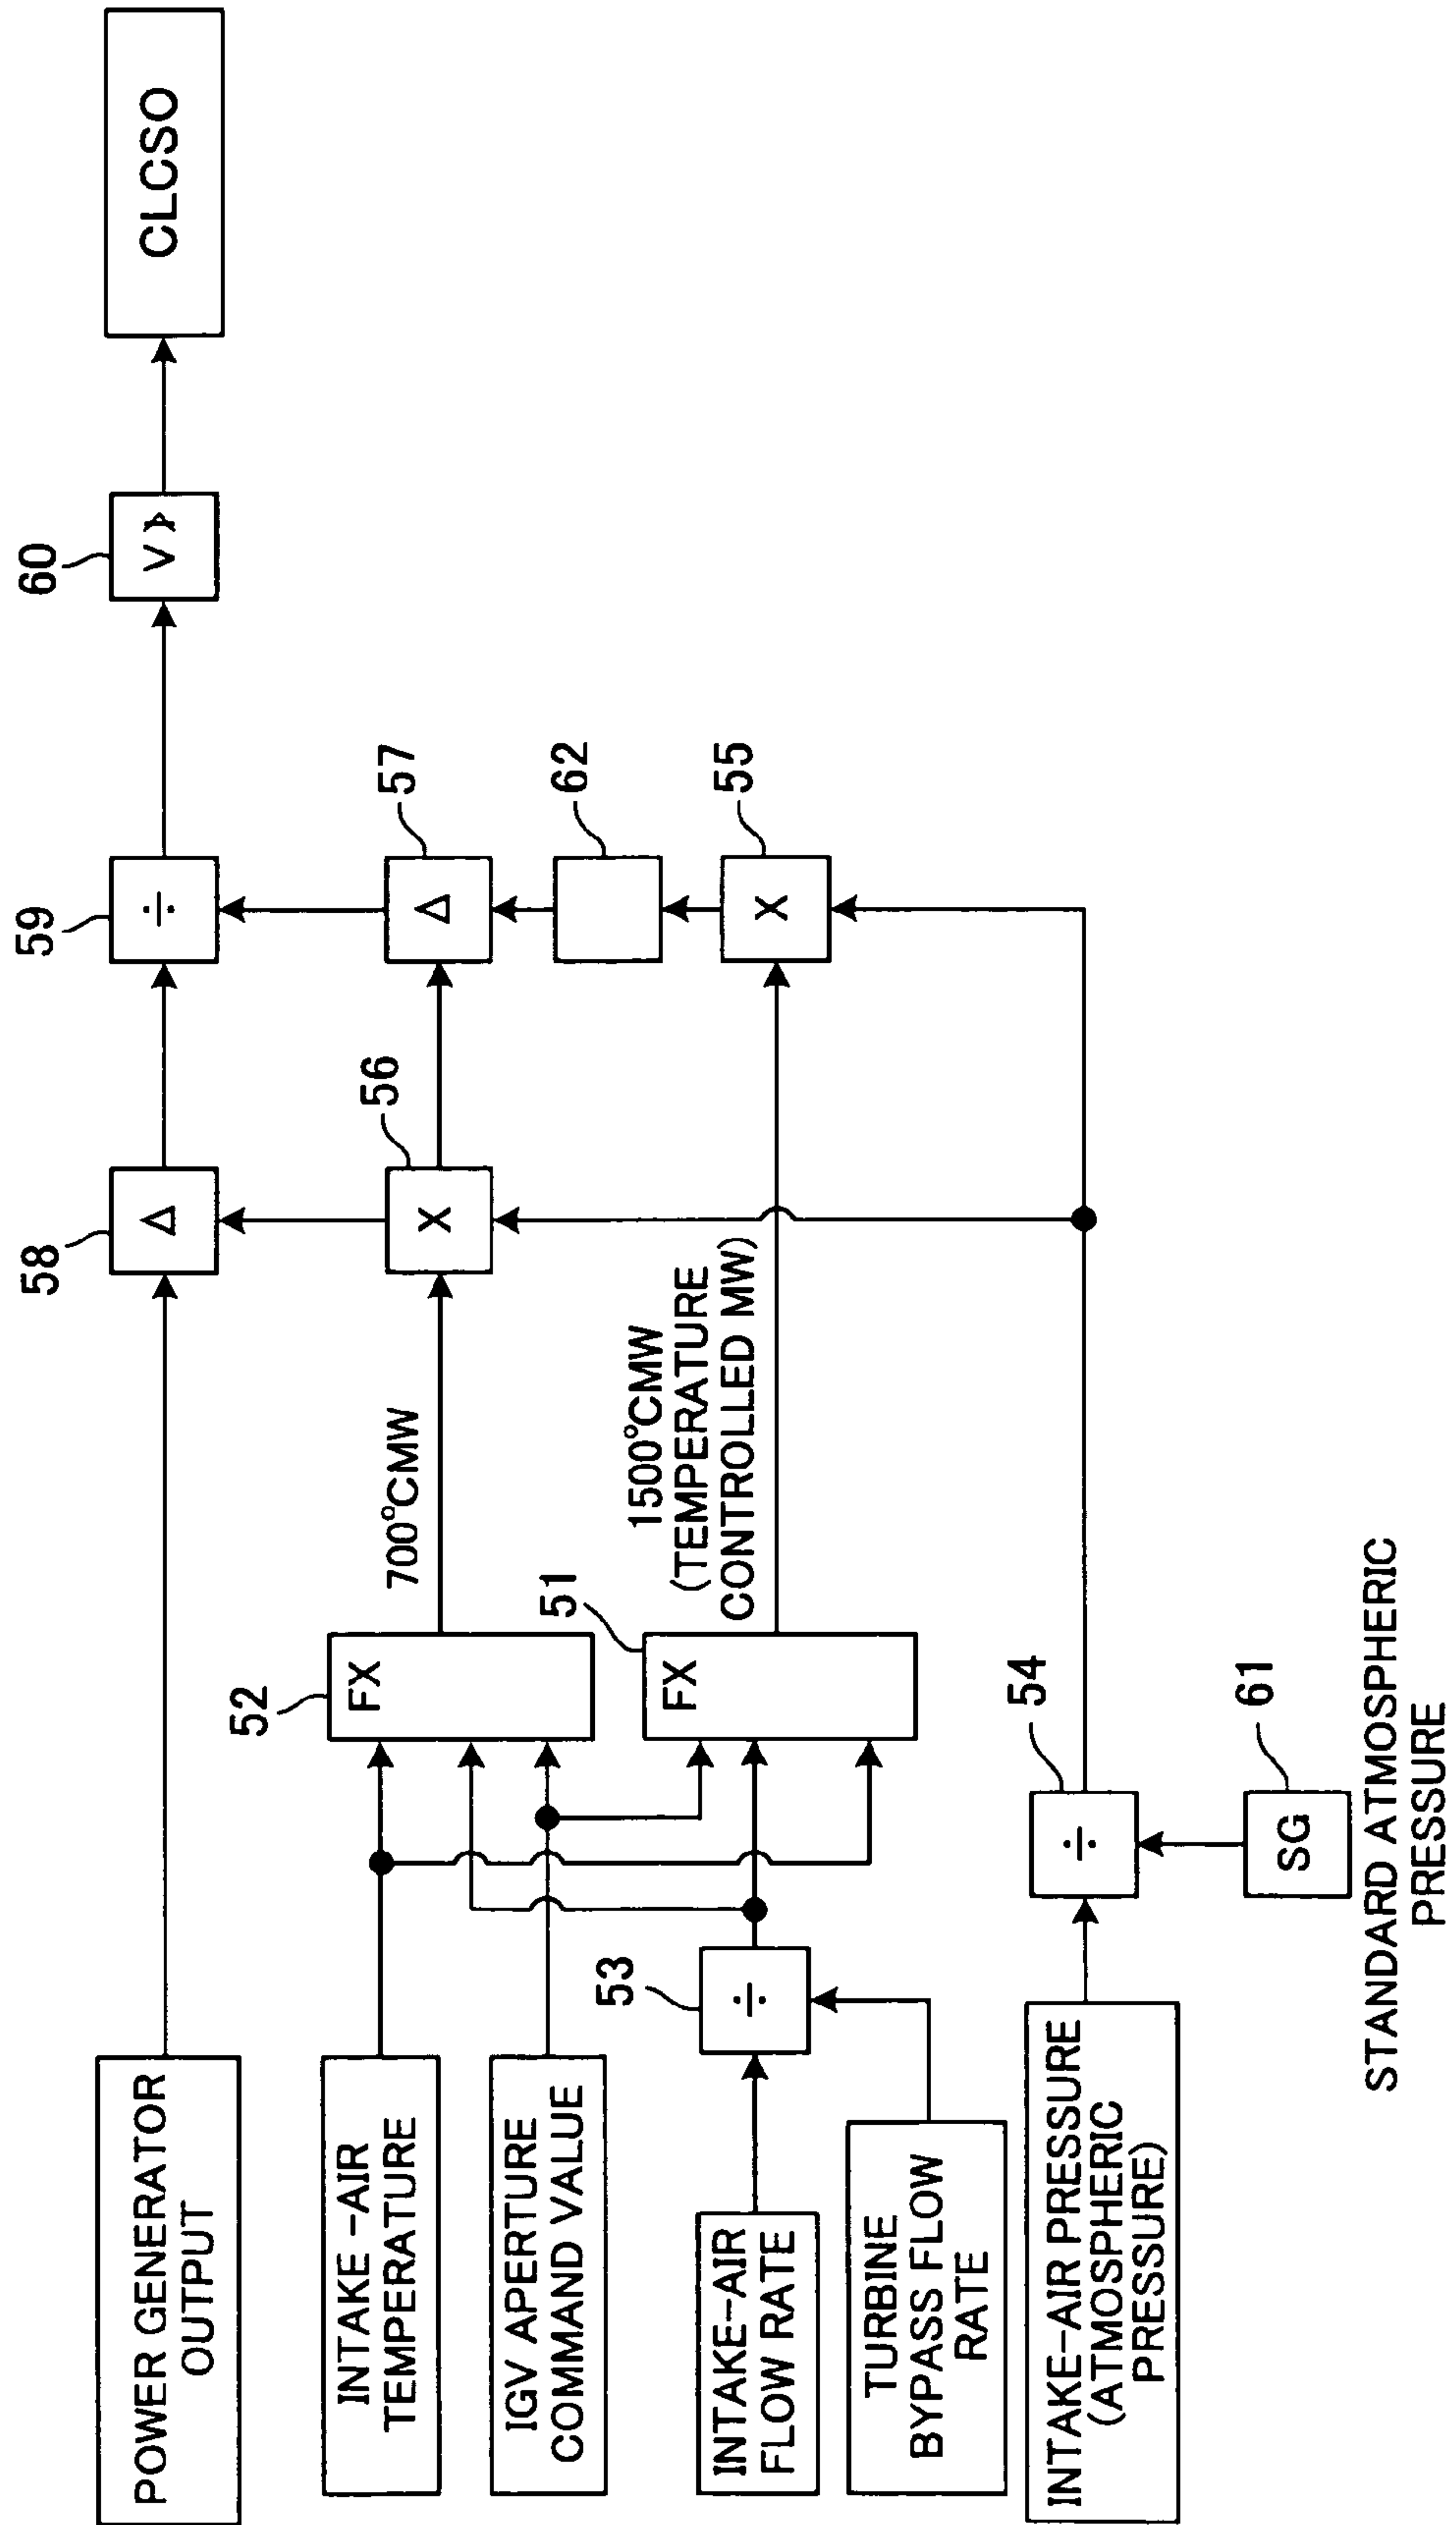 POWER GENERATOR
OUTPUT
58
Δ
59
÷
60
V≯
CLCSO
INTAKE -AIR
TEMPERATURE
IGV APERTURE
COMMAND VALUE
52
FX
700°CMW
56
X
57
Δ
62
INTAKE-AIR
FLOW RATE
53
÷
51
FX
1500°CMW
(TEMPERATURE
CONTROLLED MW)
55
X
TURBINE
BYPASS FLOW
RATE
INTAKE-AIR PRESSURE
(ATMOSPHERIC
PRESSURE)
54
÷
61
SG
STANDARD ATMOSPHERIC
PRESSURE